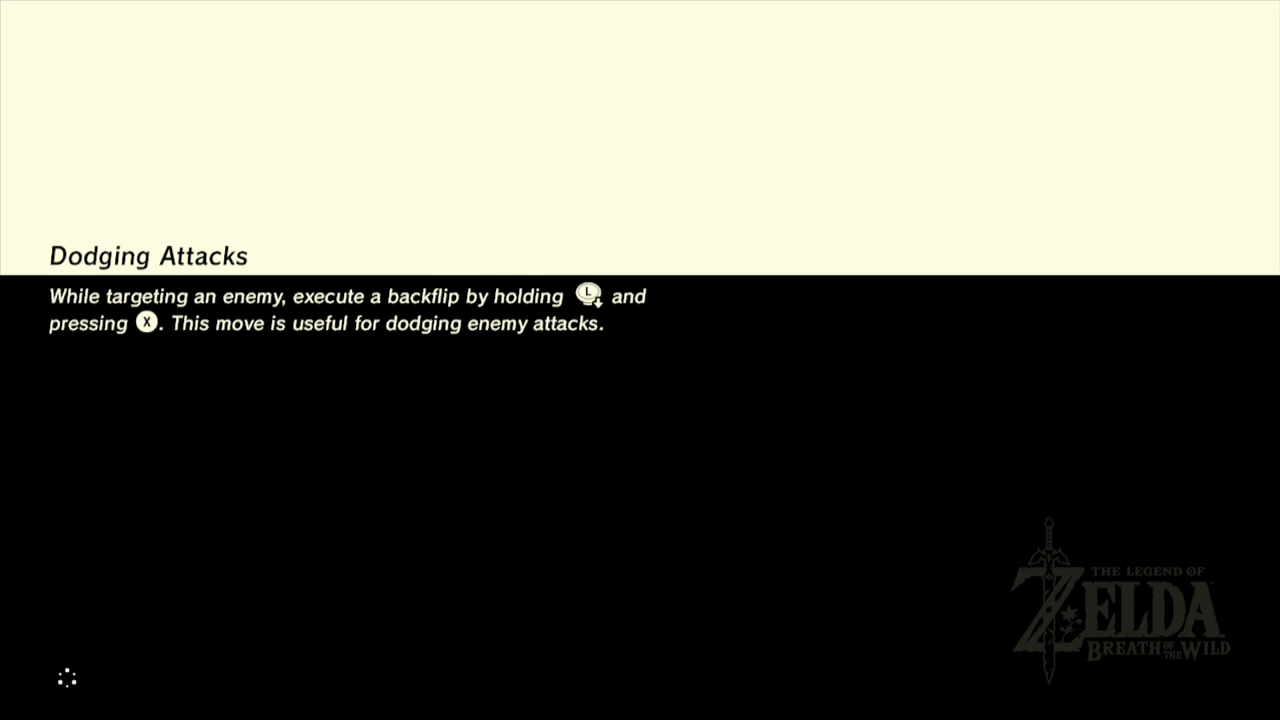 Dodging Attacks
While targeting an enemy, execute a backflip by holding L and
pressing X. This move is useful for dodging enemy attacks.
THE LEGEND OF
ZELDA
BREATH OF THE WILD